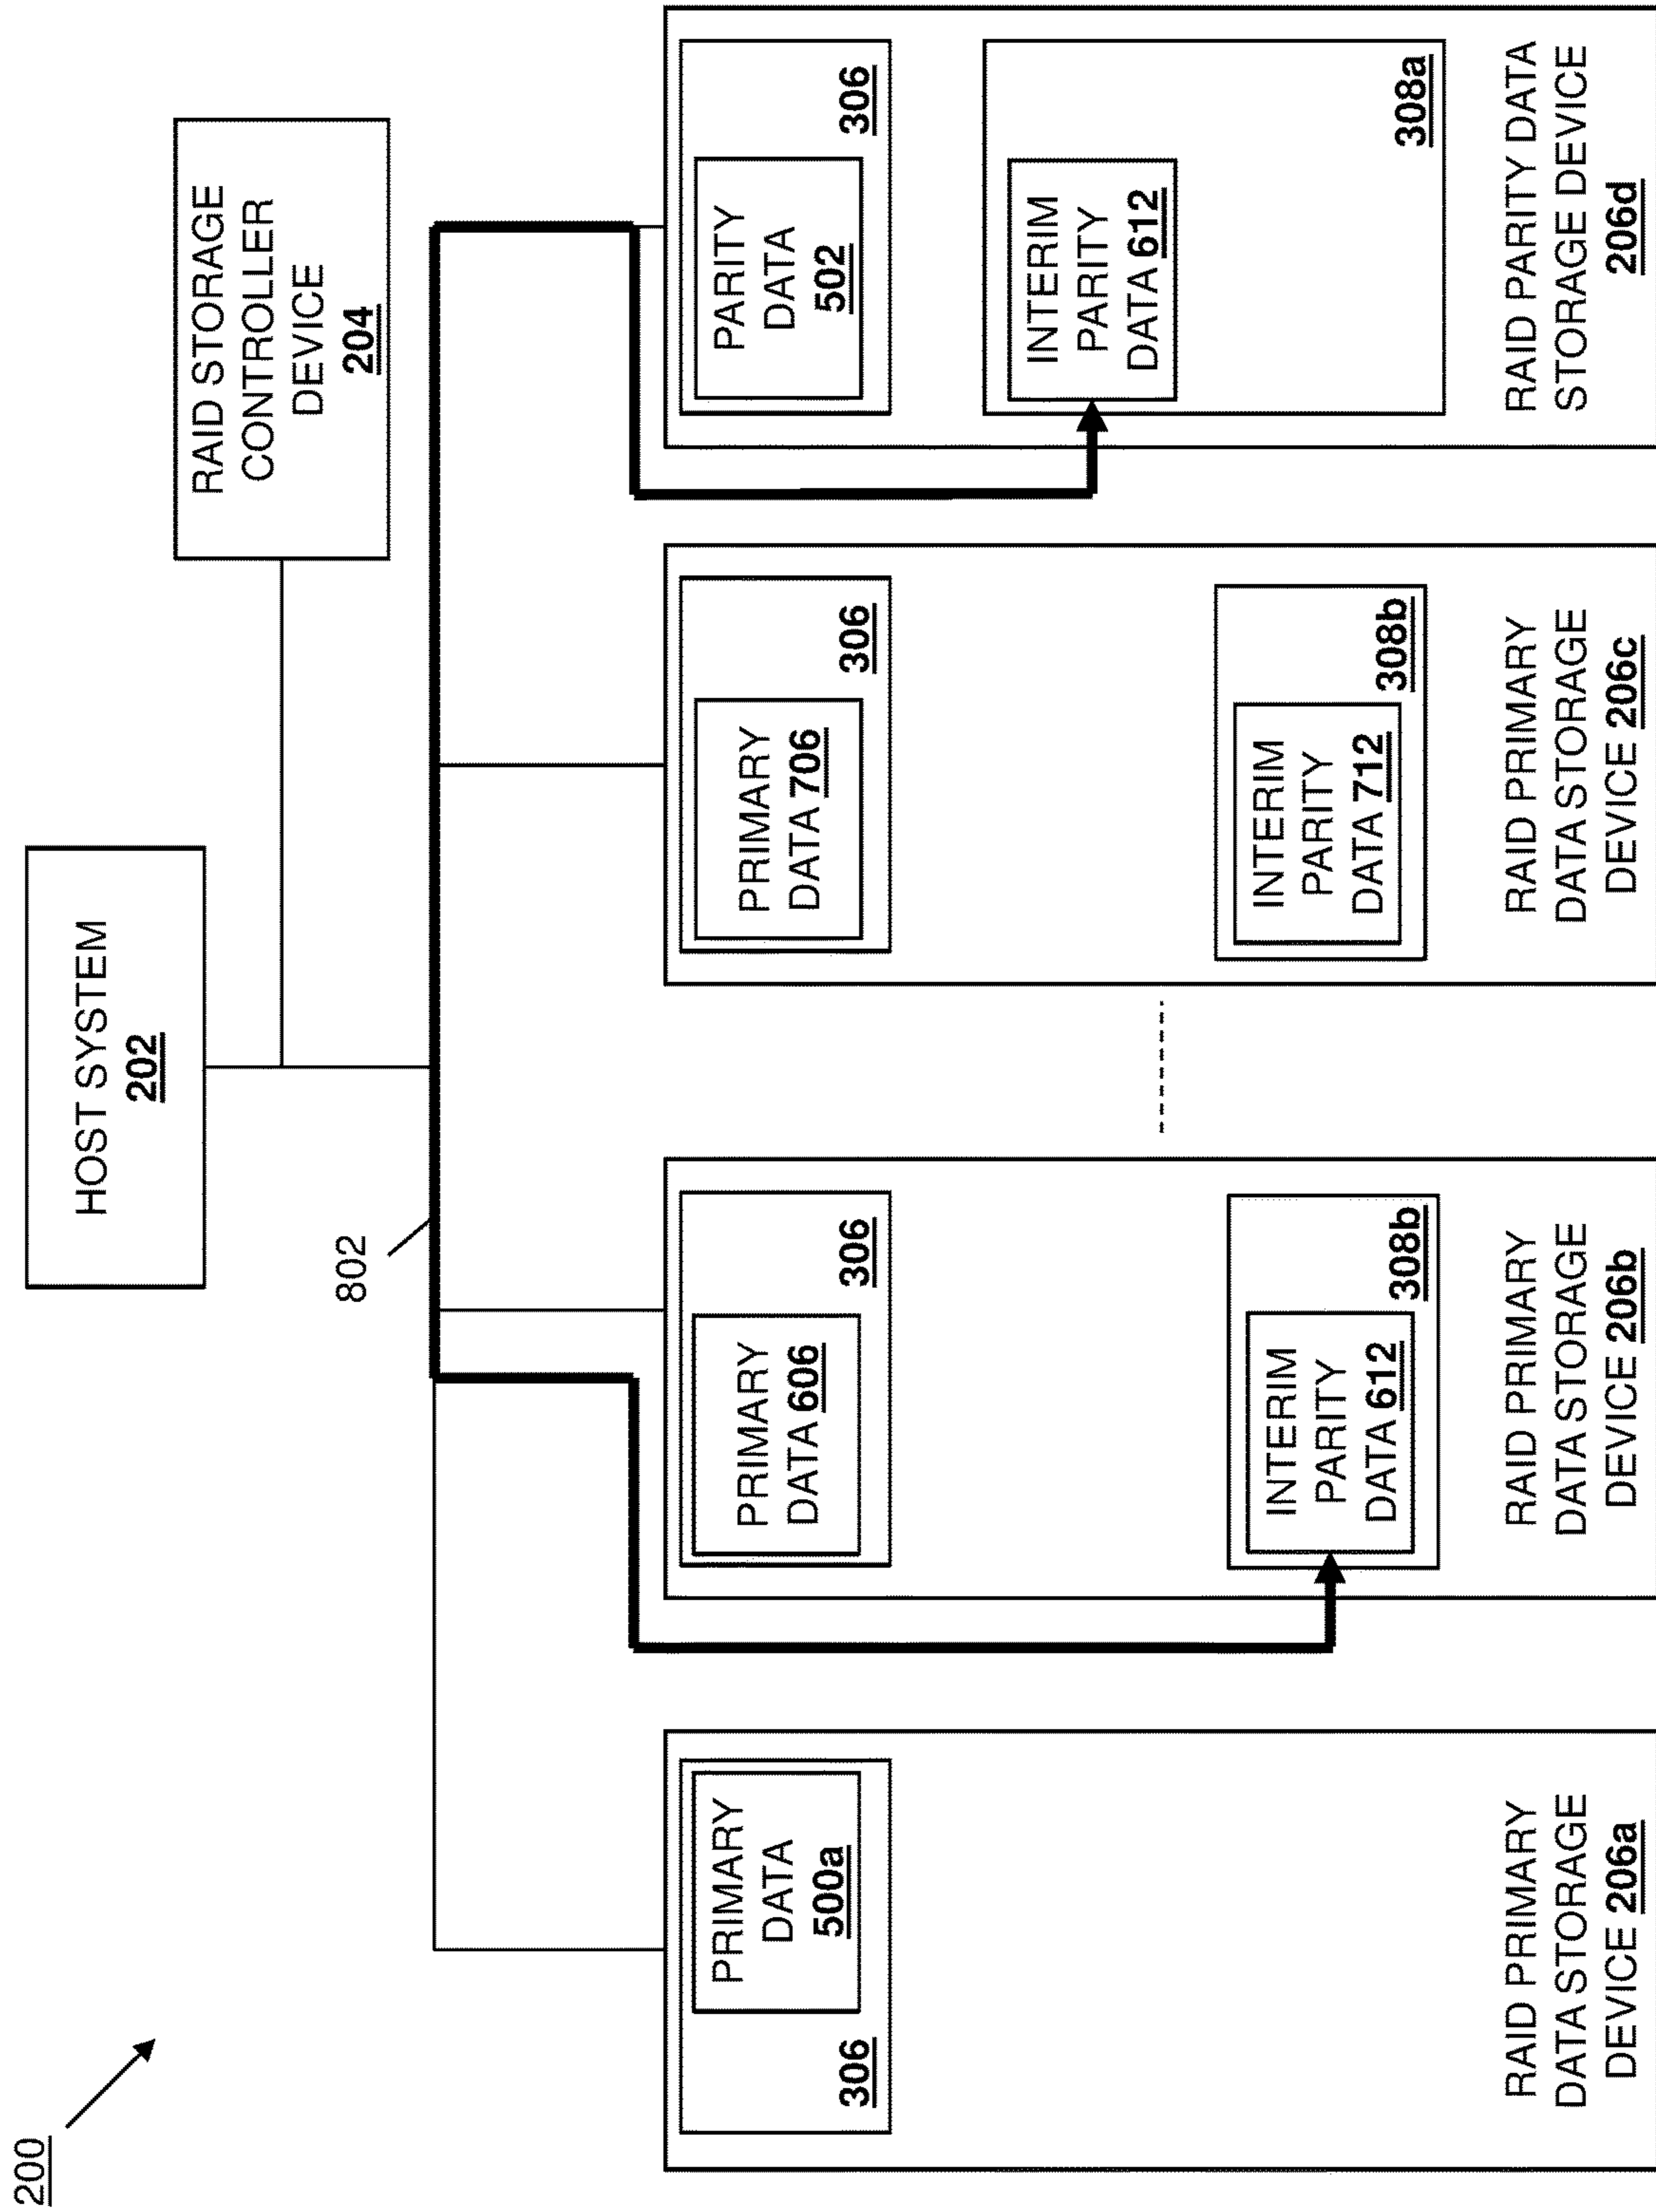 200
HOST SYSTEM
202
RAID STORAGE
CONTROLLER
DEVICE
204
802
306
PRIMARY
DATA
500a
RAID PRIMARY
DATA STORAGE
DEVICE 206a
PRIMARY
DATA 606
306
INTERIM
PARITY
DATA 612
308b
RAID PRIMARY
DATA STORAGE
DEVICE 206b
PRIMARY
DATA 706
306
INTERIM
PARITY
DATA 712
308b
RAID PRIMARY
DATA STORAGE
DEVICE 206c
PARITY
DATA
502
306
INTERIM
PARITY
DATA 612
308a
RAID PARITY DATA
STORAGE DEVICE
206d